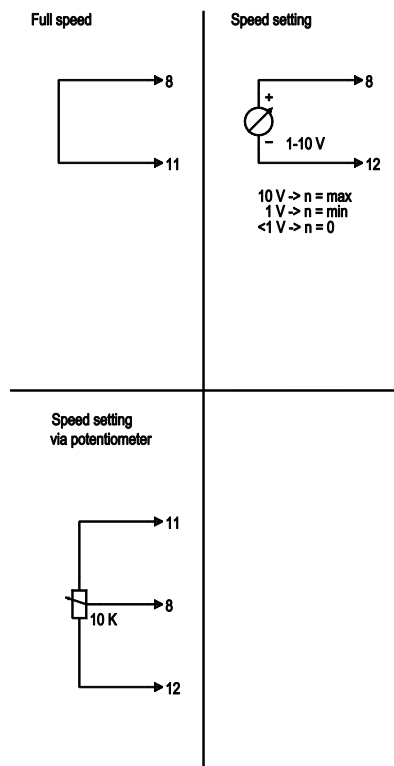 Full speed
8
11
Speed setting
8
+
–
1-10 V
12
10 V -> n = max
1 V -> n = min
<1 V -> n = 0
Speed setting
via potentiometer
11
8
10 K
12